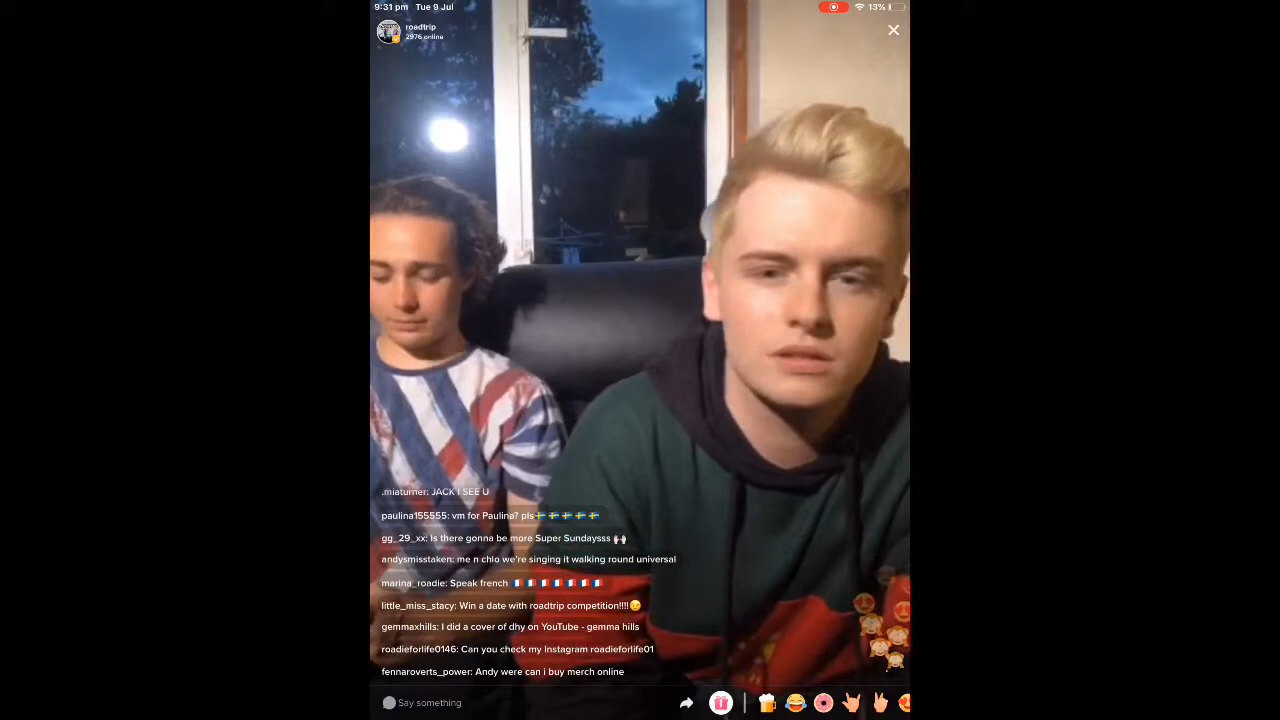 9:31 pm Tue 9 Jul 13%
roadtrip
2976 online
.miaturner: JACK I SEE U
paulina155555: vm for Paulina? pls🇸🇪🇸🇪🇸🇪🇸🇪🇸🇪
gg_29_xx: Is there gonna be more Super Sundaysss 🙌🏻
andysmisstaken: me n chlo we're singing it walking round universal
marina_roadie: Speak french 🇫🇷🇫🇷🇫🇷🇫🇷🇫🇷🇫🇷🇫🇷
little_miss_stacy: Win a date with roadtrip competition!!!!😉
gemmaxhills: I did a cover of dhy on YouTube - gemma hills
roadieforlife0146: Can you check my Instagram roadieforlife01
fennaroverts_power: Andy were can i buy merch online
Say something